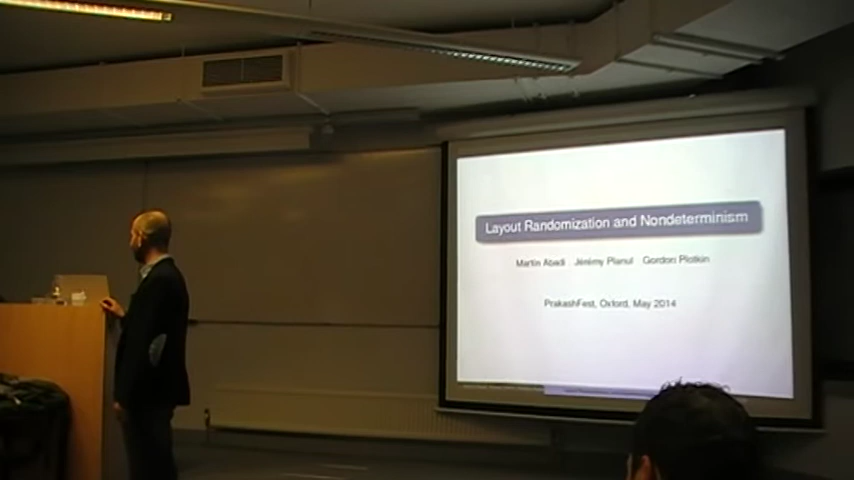 Layout Randomization and Nondeterminism
Martín Abadi Jérémy Planul Gordon Plotkin
PrakashFest, Oxford, May 2014